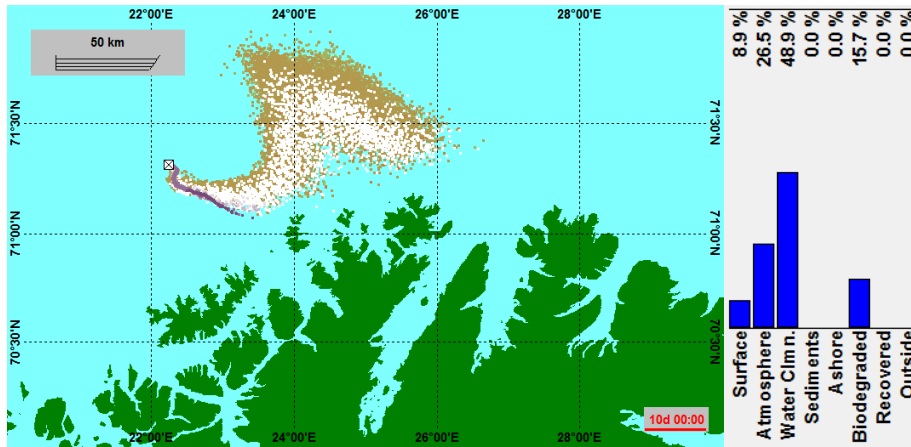 22°00'E 24°00'E 26°00'E 28°00'E
50 km
71°30'N 71°30'N
71°00'N 71°00'N
70°30'N 70°30'N
10d 00:00
22°00'E 24°00'E 26°00'E 28°00'E
8.9 %
26.5 %
48.9 %
0.0 %
0.0 %
15.7 %
0.0 %
0.0 %
Surface
Atmosphere
Water Clmn.
Sediments
Ashore
Biodegraded
Recovered
Outside